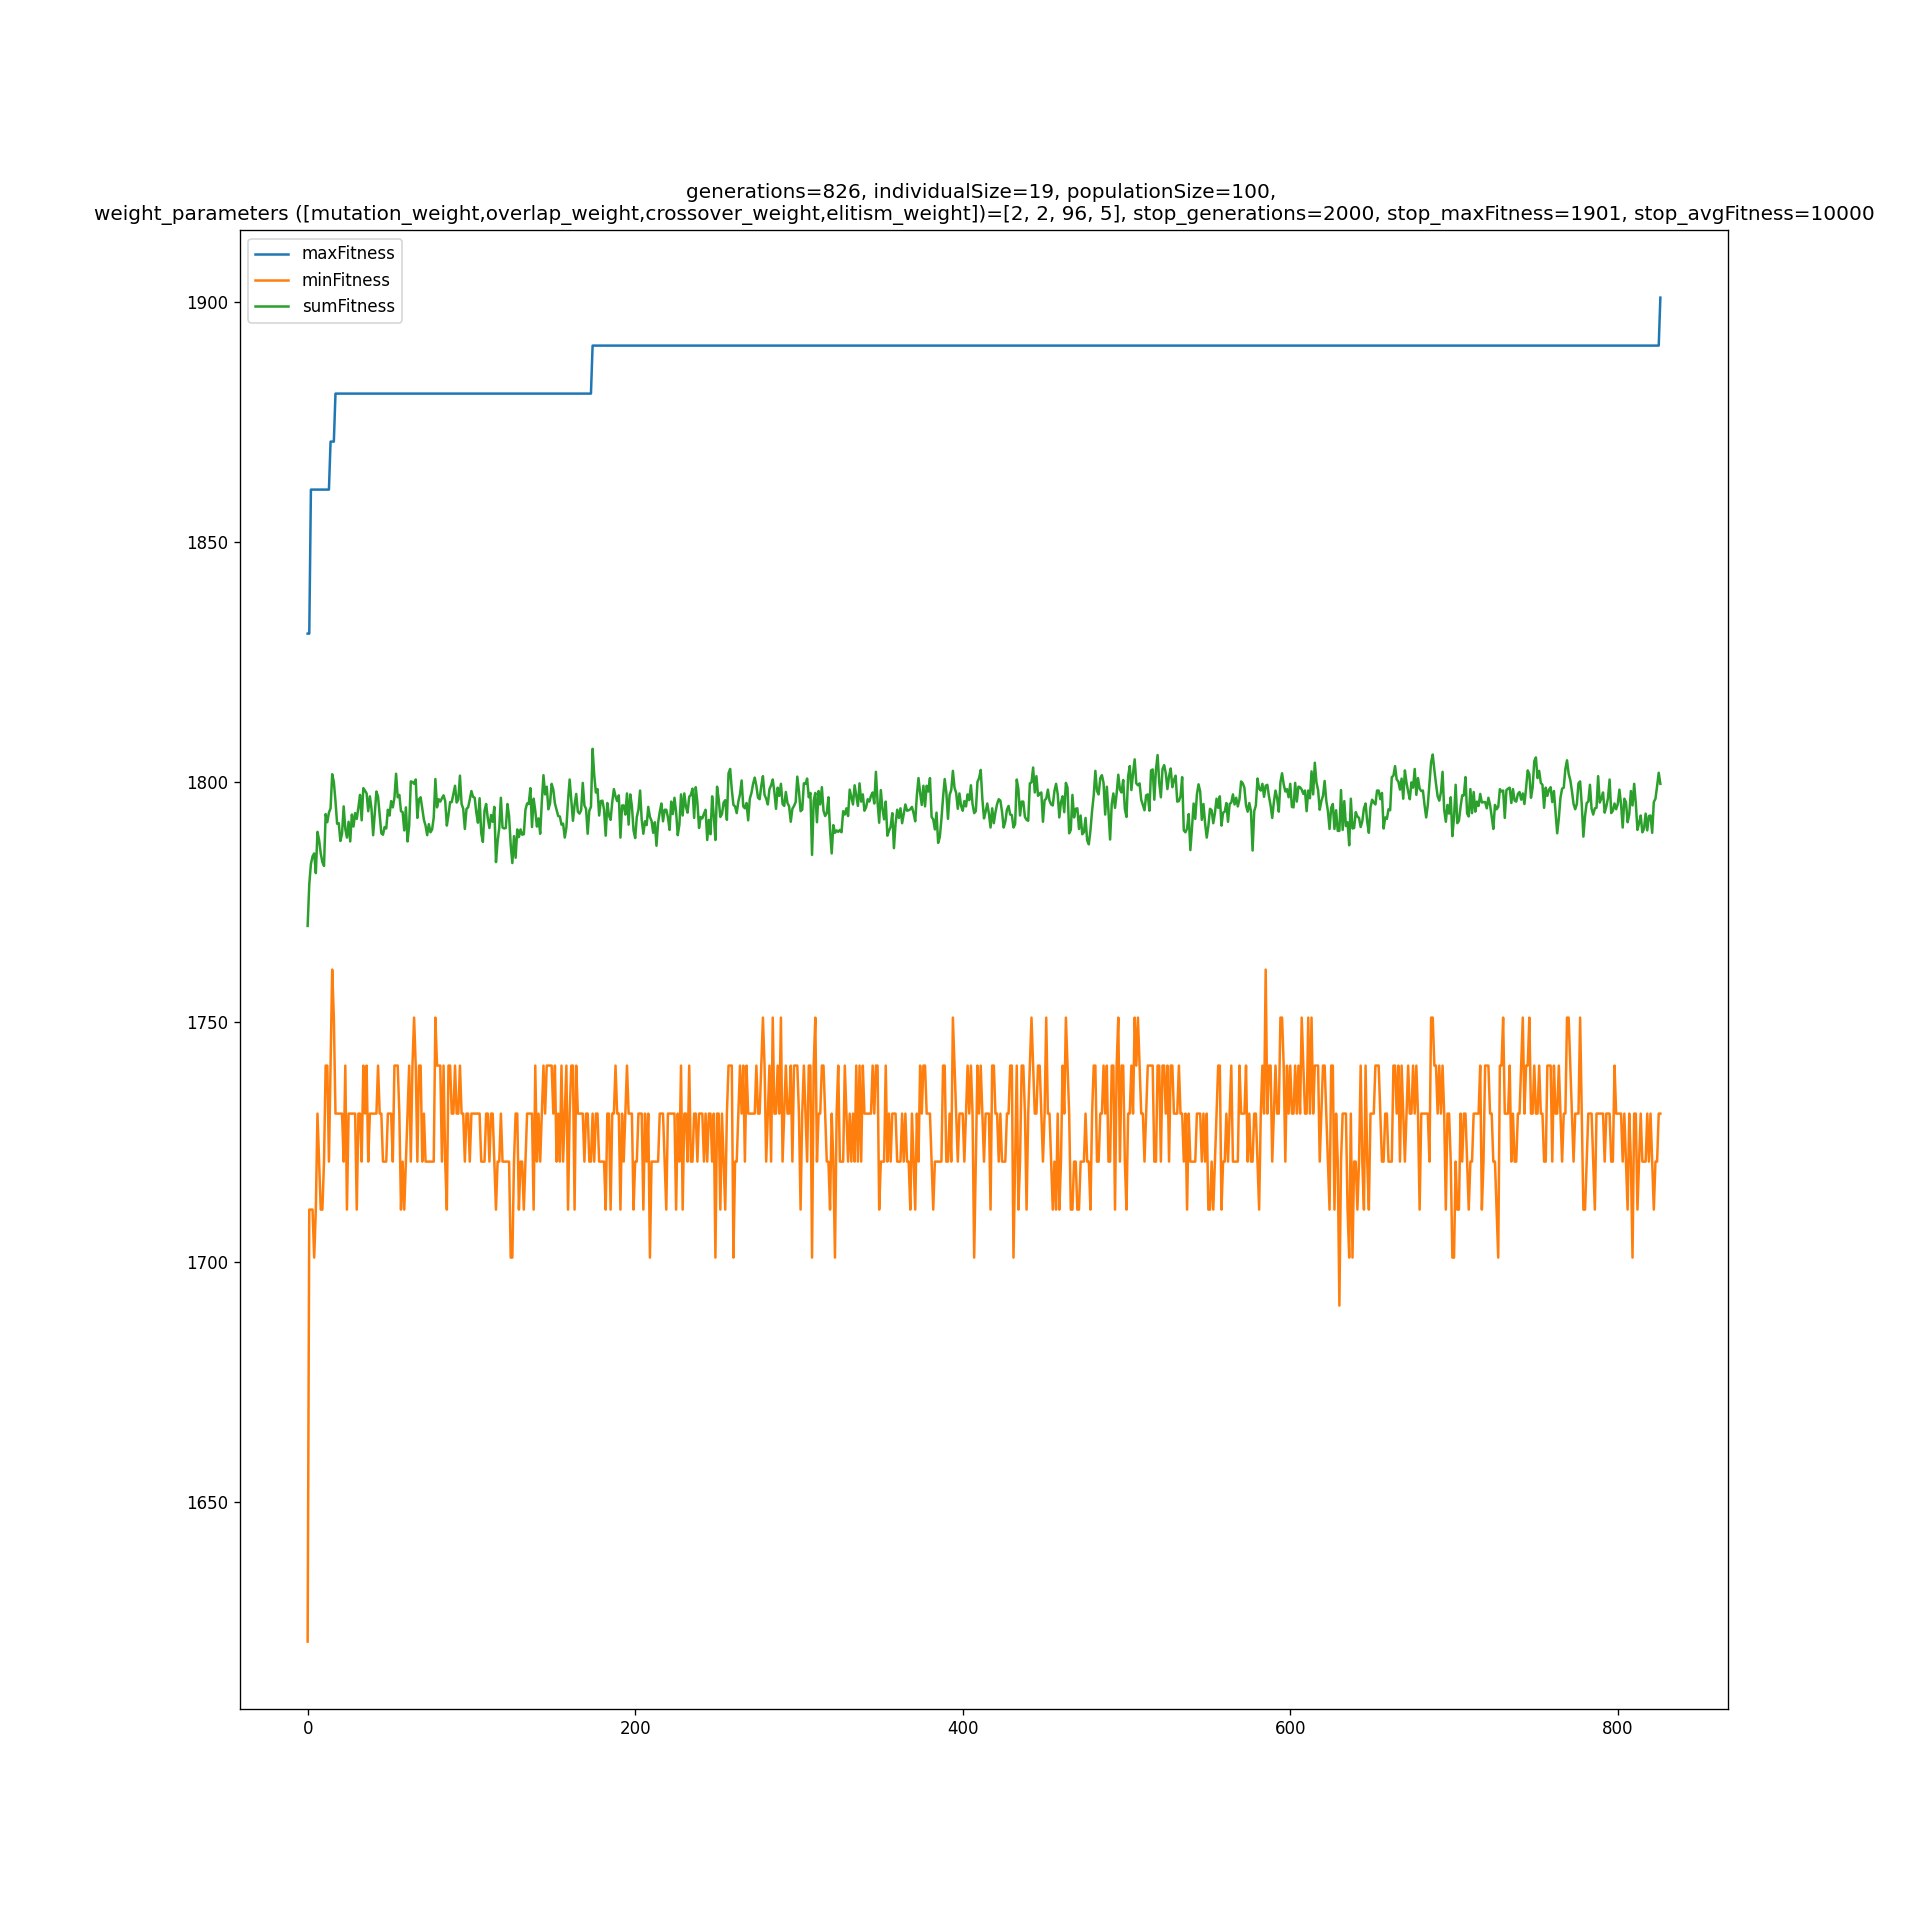 generations=826, individualSize=19, populationSize=100,
weight_parameters ([mutation_weight,overlap_weight,crossover_weight,elitism_weight])=[2, 2, 96, 5], stop_generations=2000, stop_maxFitness=1901, stop_avgFitness=10000
maxFitness
minFitness
sumFitness
1900
1850
1800
1750
1700
1650
0 200 400 600 800